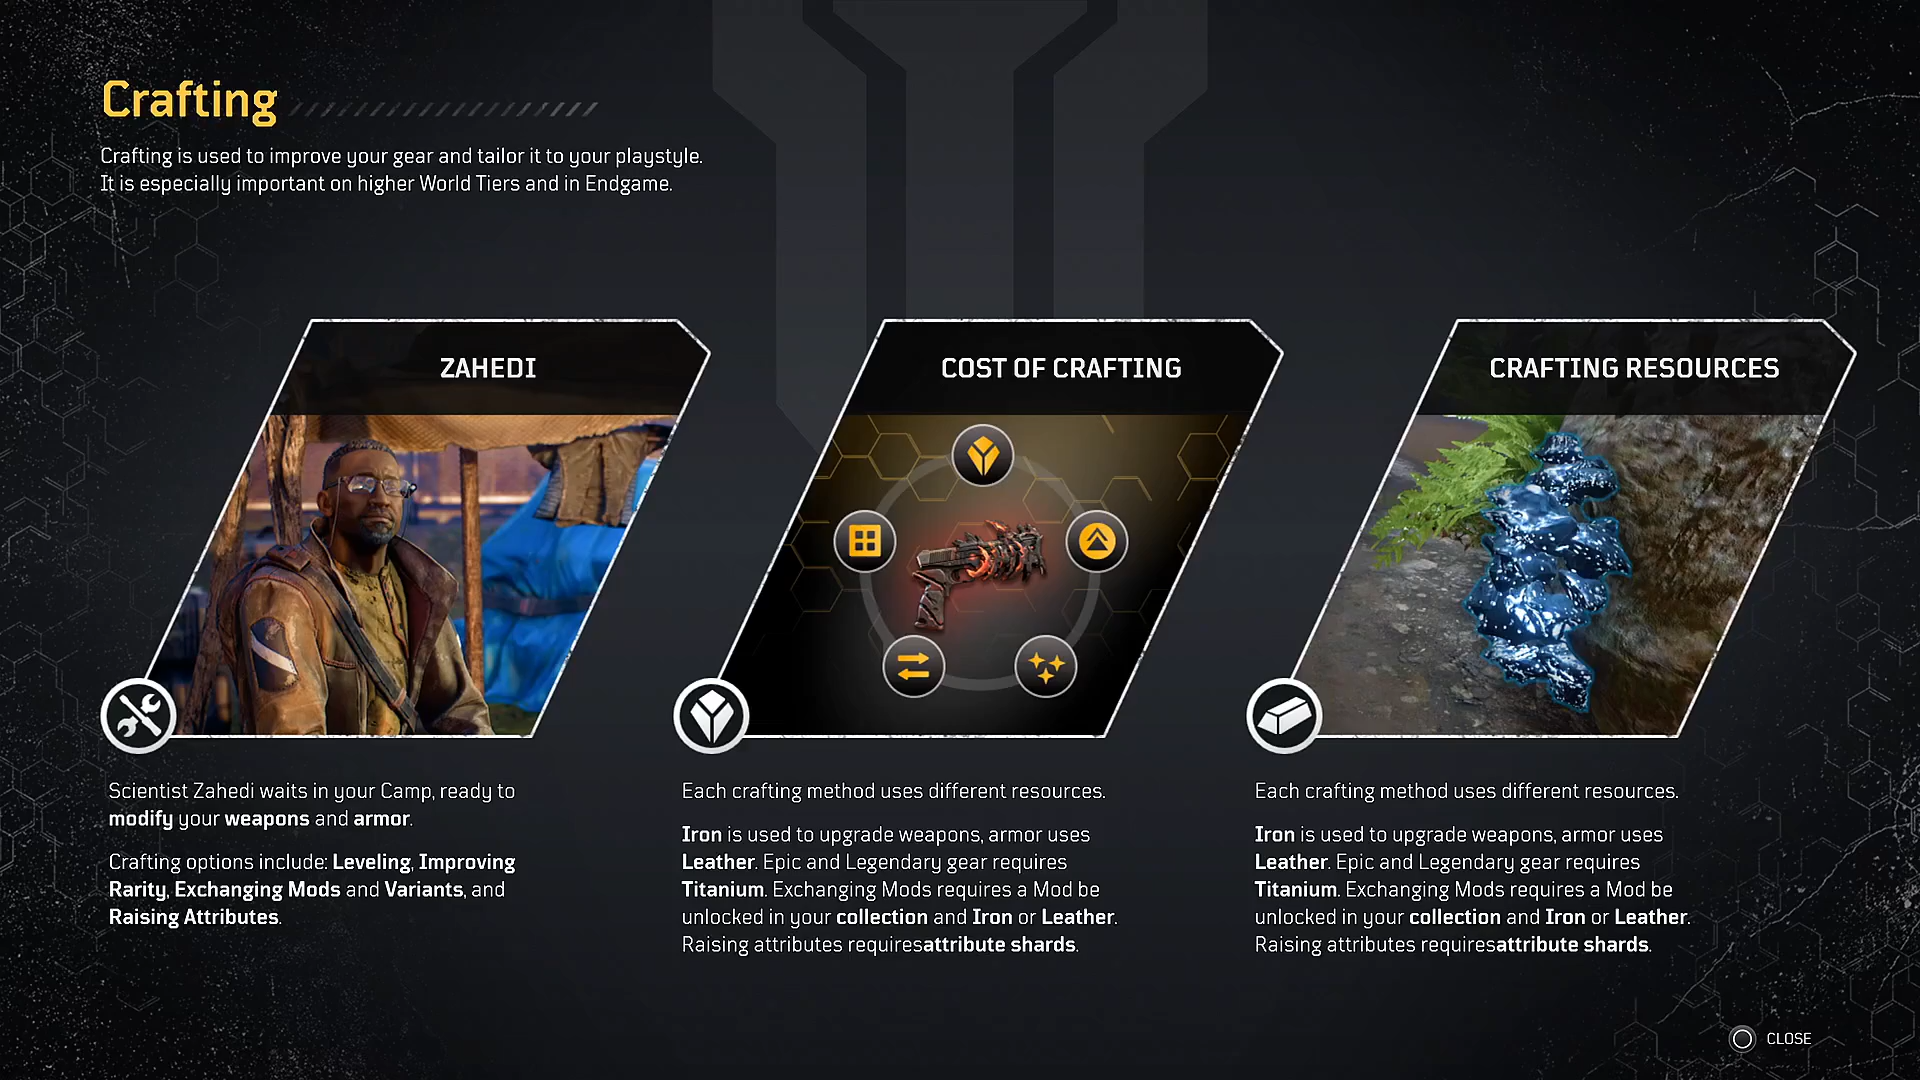 Crafting
Crafting is used to improve your gear and tailor it to your playstyle.
It is especially important on higher World Tiers and in Endgame.
ZAHEDI
Scientist Zahedi waits in your Camp, ready to
modify your weapons and armor.
Crafting options include: Leveling, Improving
Rarity, Exchanging Mods and Variants, and
Raising Attributes.
COST OF CRAFTING
Each crafting method uses different resources.
Iron is used to upgrade weapons, armor uses
Leather. Epic and Legendary gear requires
Titanium. Exchanging Mods requires a Mod be
unlocked in your collection and Iron or Leather.
Raising attributes requiresattribute shards.
CRAFTING RESOURCES
Each crafting method uses different resources.
Iron is used to upgrade weapons, armor uses
Leather. Epic and Legendary gear requires
Titanium. Exchanging Mods requires a Mod be
unlocked in your collection and Iron or Leather.
Raising attributes requiresattribute shards.
CLOSE